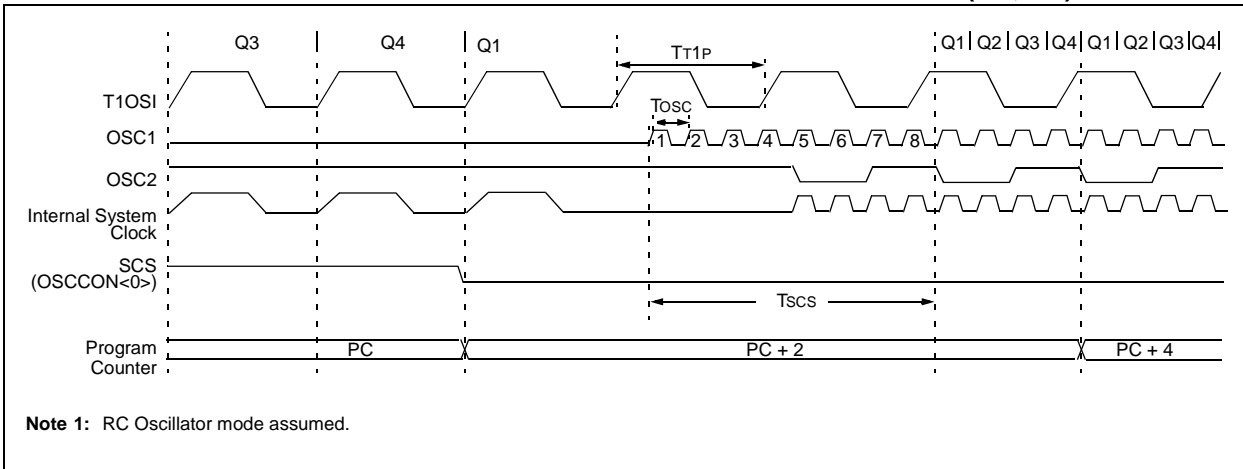 Q3 Q4 Q1 Q1 Q2 Q3 Q4 Q1 Q2 Q3 Q4
TT1P
T1OSI
TOSC
OSC1
1 2 3 4 5 6 7 8
OSC2
Internal System
Clock
SCS
(OSCCON<0>)
TSCS
Program
Counter
PC PC + 2 PC + 4
Note 1: RC Oscillator mode assumed.